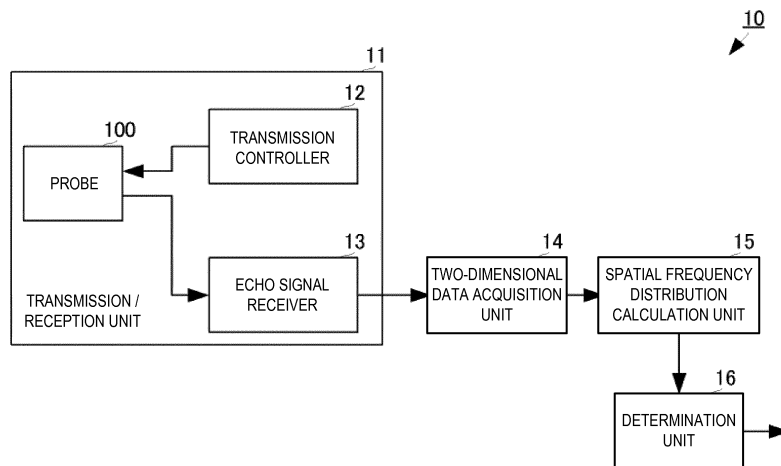 10
11
12
TRANSMISSION
CONTROLLER
100
PROBE
13
ECHO SIGNAL
RECEIVER
TRANSMISSION /
RECEPTION UNIT
14
TWO-DIMENSIONAL
DATA ACQUISITION
UNIT
15
SPATIAL FREQUENCY
DISTRIBUTION
CALCULATION UNIT
16
DETERMINATION
UNIT